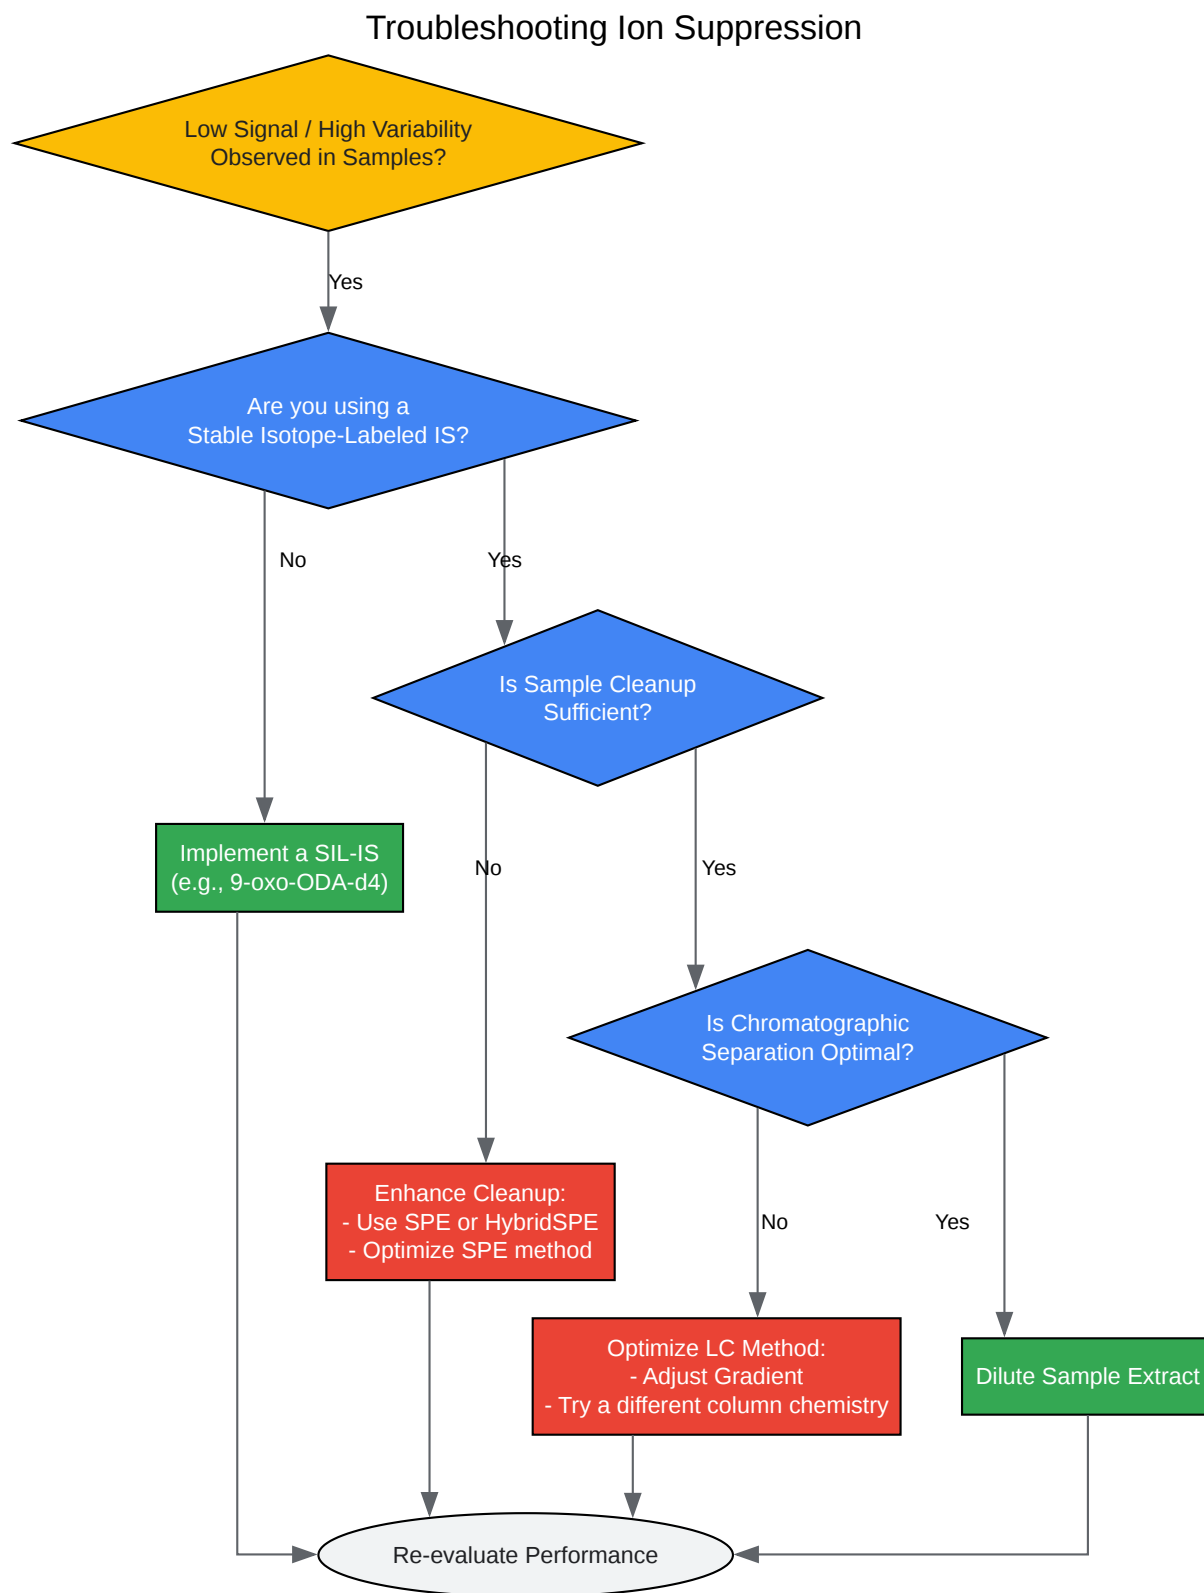 Troubleshooting Ion Suppression
Low Signal / High Variability
Observed in Samples?
Yes
Are you using a
Stable Isotope-Labeled IS?
No
Yes
Is Sample Cleanup
Sufficient?
Implement a SIL-IS
(e.g., 9-oxo-ODA-d4)
No
Yes
Is Chromatographic
Separation Optimal?
Enhance Cleanup:
- Use SPE or HybridSPE
- Optimize SPE method
No
Yes
Optimize LC Method:
- Adjust Gradient
- Try a different column chemistry
Dilute Sample Extract
Re-evaluate Performance